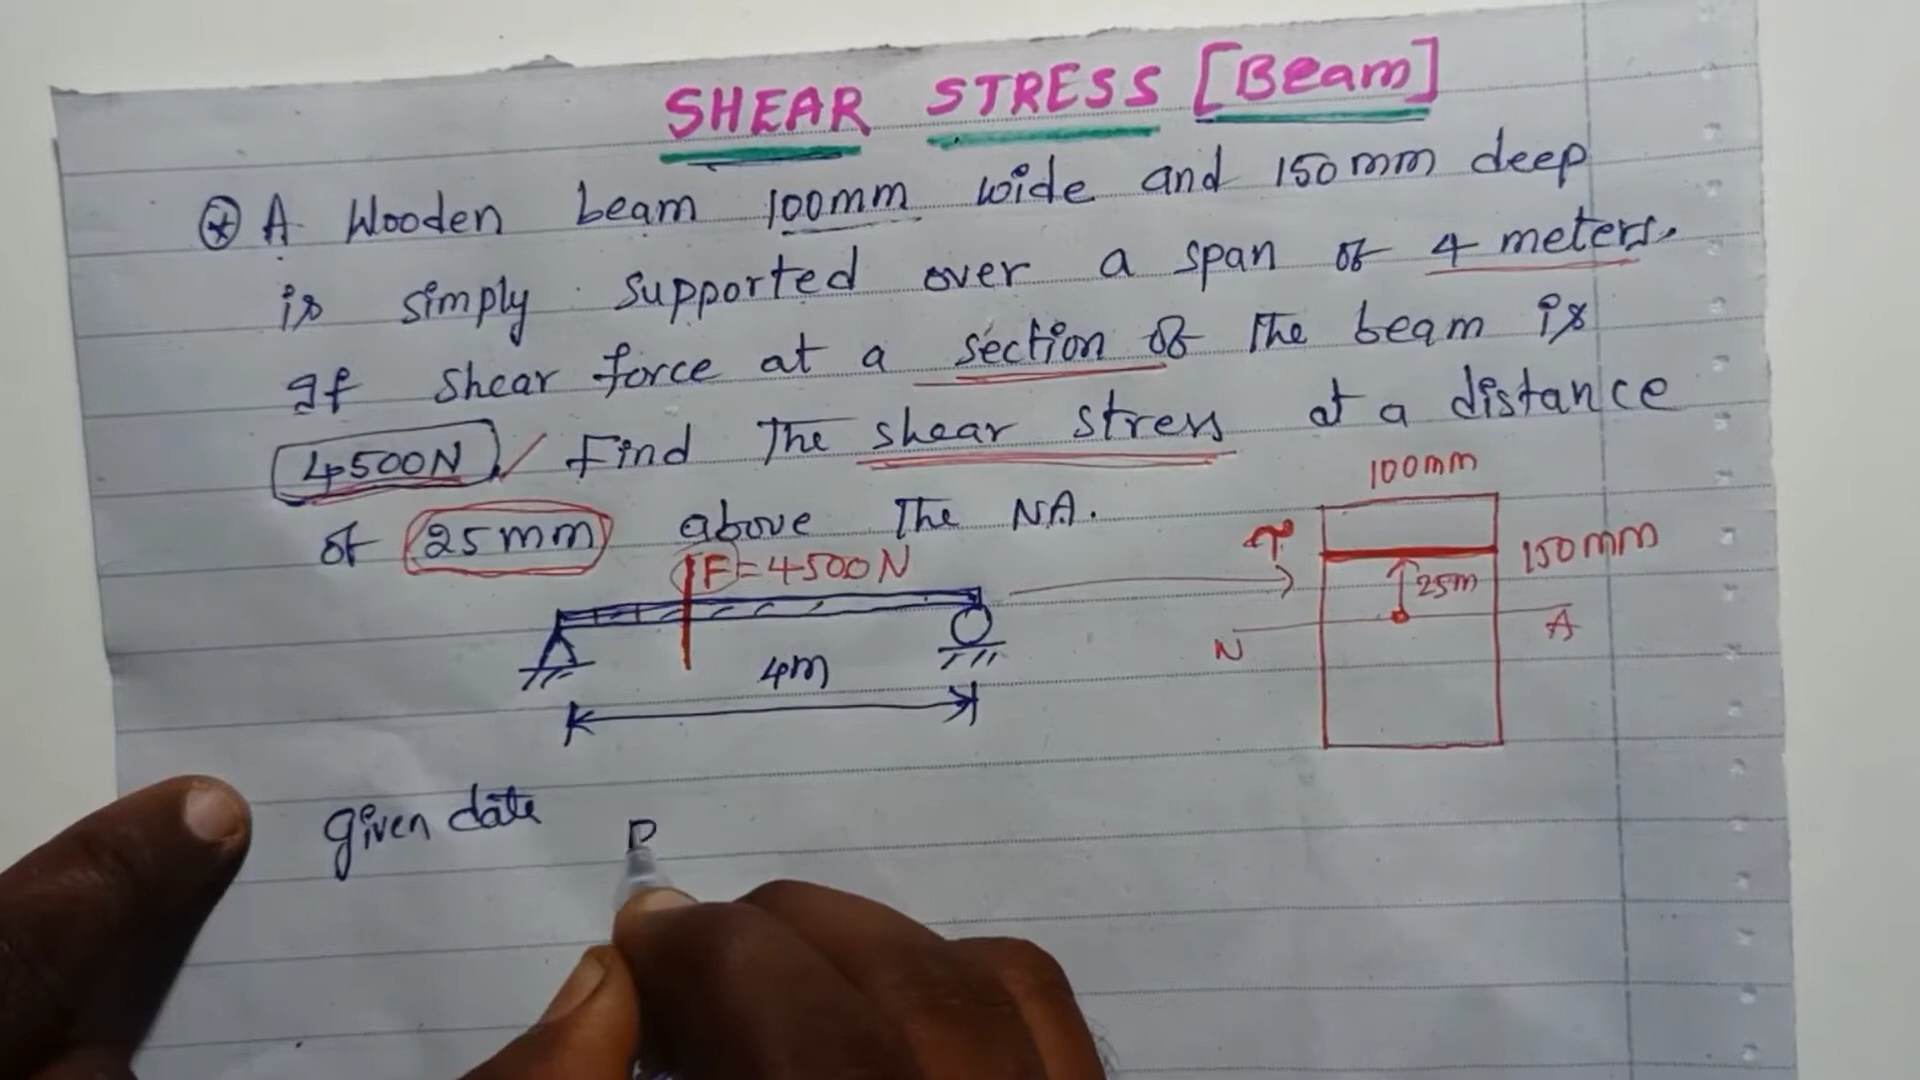 SHEAR STRESS [Beam]
A Wooden beam 100mm wide and 150mm deep
is simply supported over a span of 4 meters.
If shear force at a section of the beam is
4500N Find the shear stress at a distance
of 25mm above the NA.
F=4500N
4m
100mm
τ
150mm
25m
N
A
given date
P